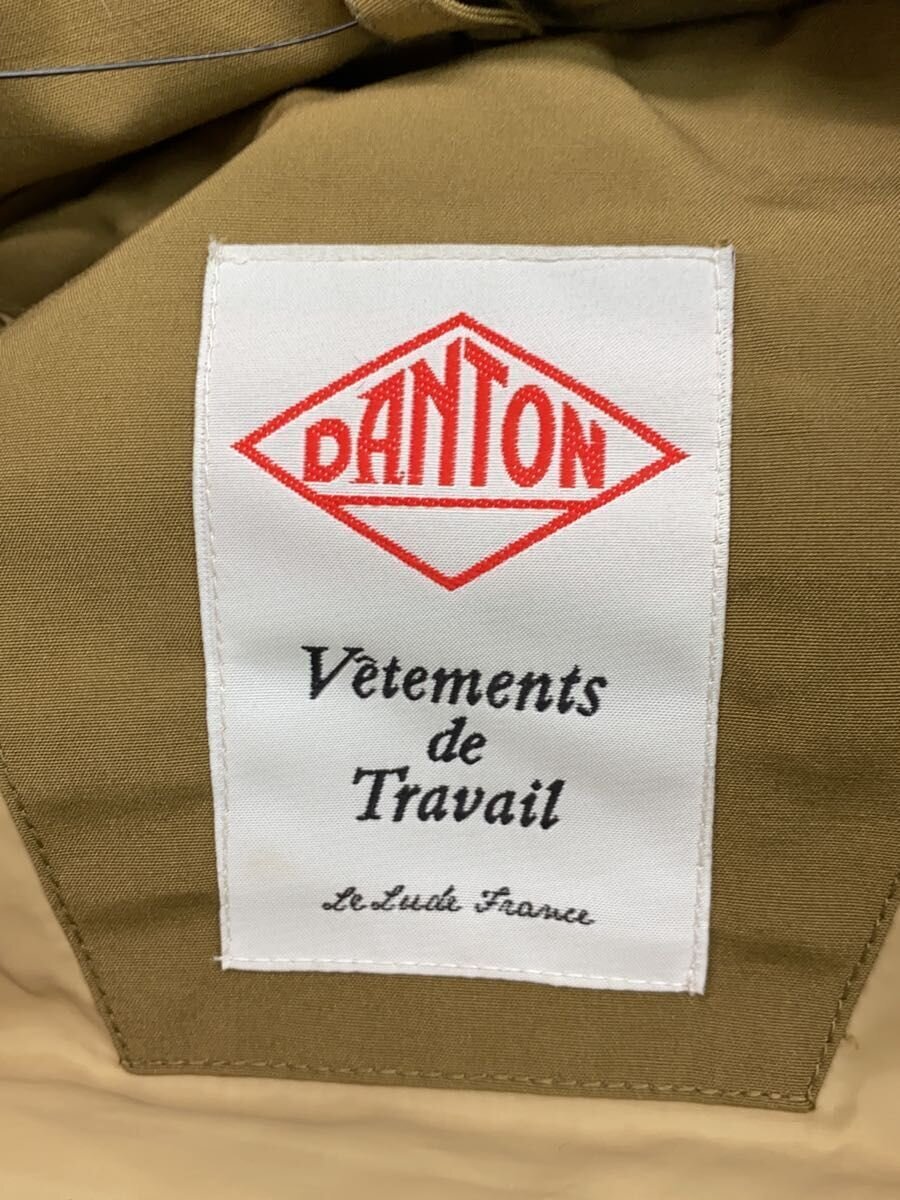 DANTON
Vêtements
de
Travail
Le Lude France